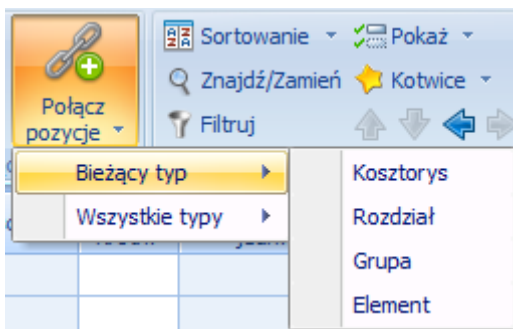 Połącz
pozycje
Sortowanie
Pokaż
Znajdź/Zamień
Kotwice
Filtruj
Bieżący typ
Wszystkie typy
Kosztorys
Rozdział
Grupa
Element